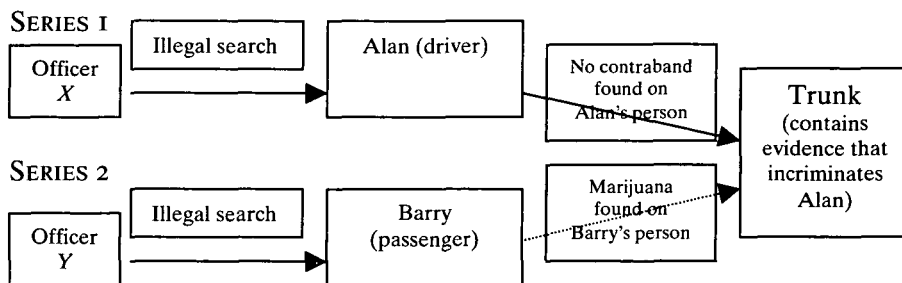 SERIES 1
Illegal search
Officer
X
Alan (driver)
No contraband
found on
Alan's person
Trunk
(contains
evidence that
incriminates
Alan)
SERIES 2
Illegal search
Officer
Y
Barry
(passenger)
Marijuana
found on
Barry's person